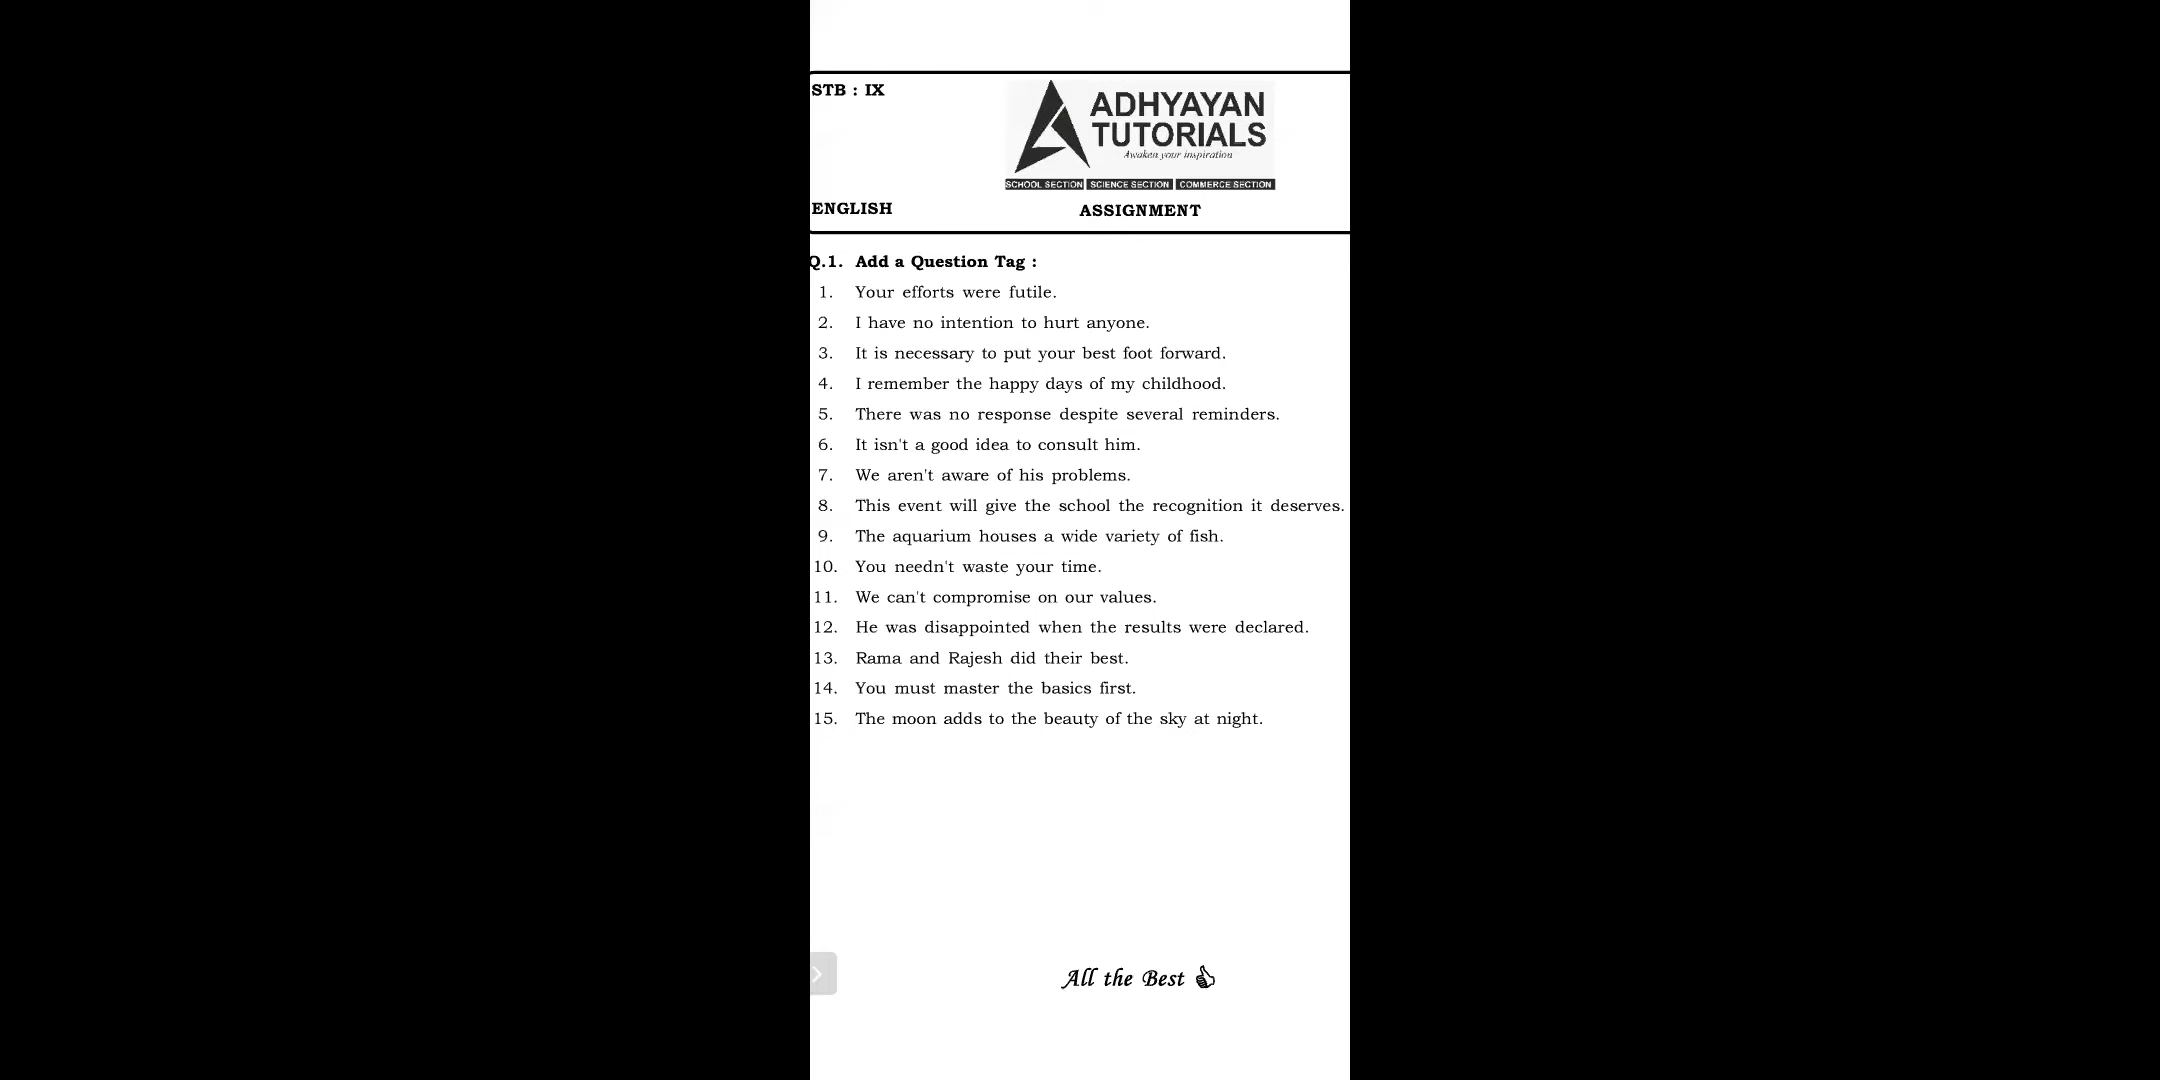 STB : IX
ADHYAYAN
TUTORIALS
Awaken your inspiration
SCHOOL SECTION SCIENCE SECTION COMMERCE SECTION
ENGLISH ASSIGNMENT
Q.1. Add a Question Tag :
1. Your efforts were futile.
2. I have no intention to hurt anyone.
3. It is necessary to put your best foot forward.
4. I remember the happy days of my childhood.
5. There was no response despite several reminders.
6. It isn't a good idea to consult him.
7. We aren't aware of his problems.
8. This event will give the school the recognition it deserves.
9. The aquarium houses a wide variety of fish.
10. You needn't waste your time.
11. We can't compromise on our values.
12. He was disappointed when the results were declared.
13. Rama and Rajesh did their best.
14. You must master the basics first.
15. The moon adds to the beauty of the sky at night.
All the Best